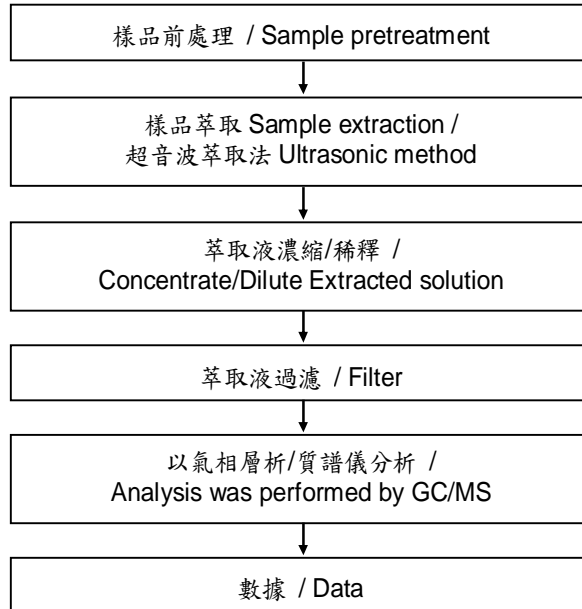 樣品前處理 / Sample pretreatment
樣品萃取 Sample extraction /
超音波萃取法 Ultrasonic method
萃取液濃縮/稀釋 /
Concentrate/Dilute Extracted solution
萃取液過濾 / Filter
以氣相層析/質譜儀分析 /
Analysis was performed by GC/MS
數據 / Data